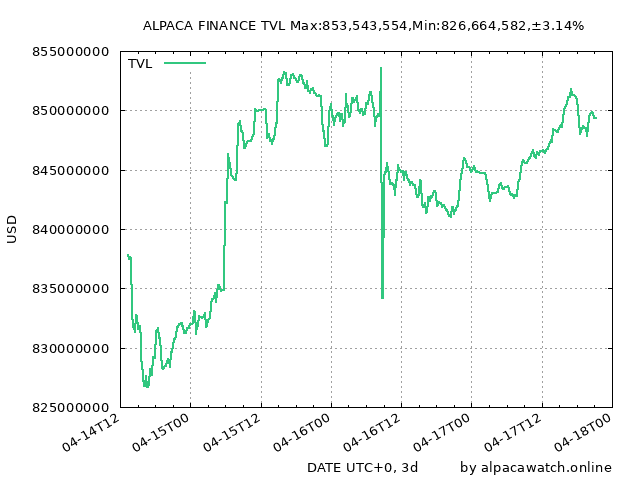 ALPACA FINANCE TVL Max:853,543,554,Min:826,664,582,±3.14%
855000000
TVL
850000000
845000000
840000000
USD
835000000
830000000
825000000
04-14T12
04-15T00
04-15T12
04-16T00
04-16T12
04-17T00
04-17T12
04-18T00
DATE UTC+0, 3d
by alpacawatch.online